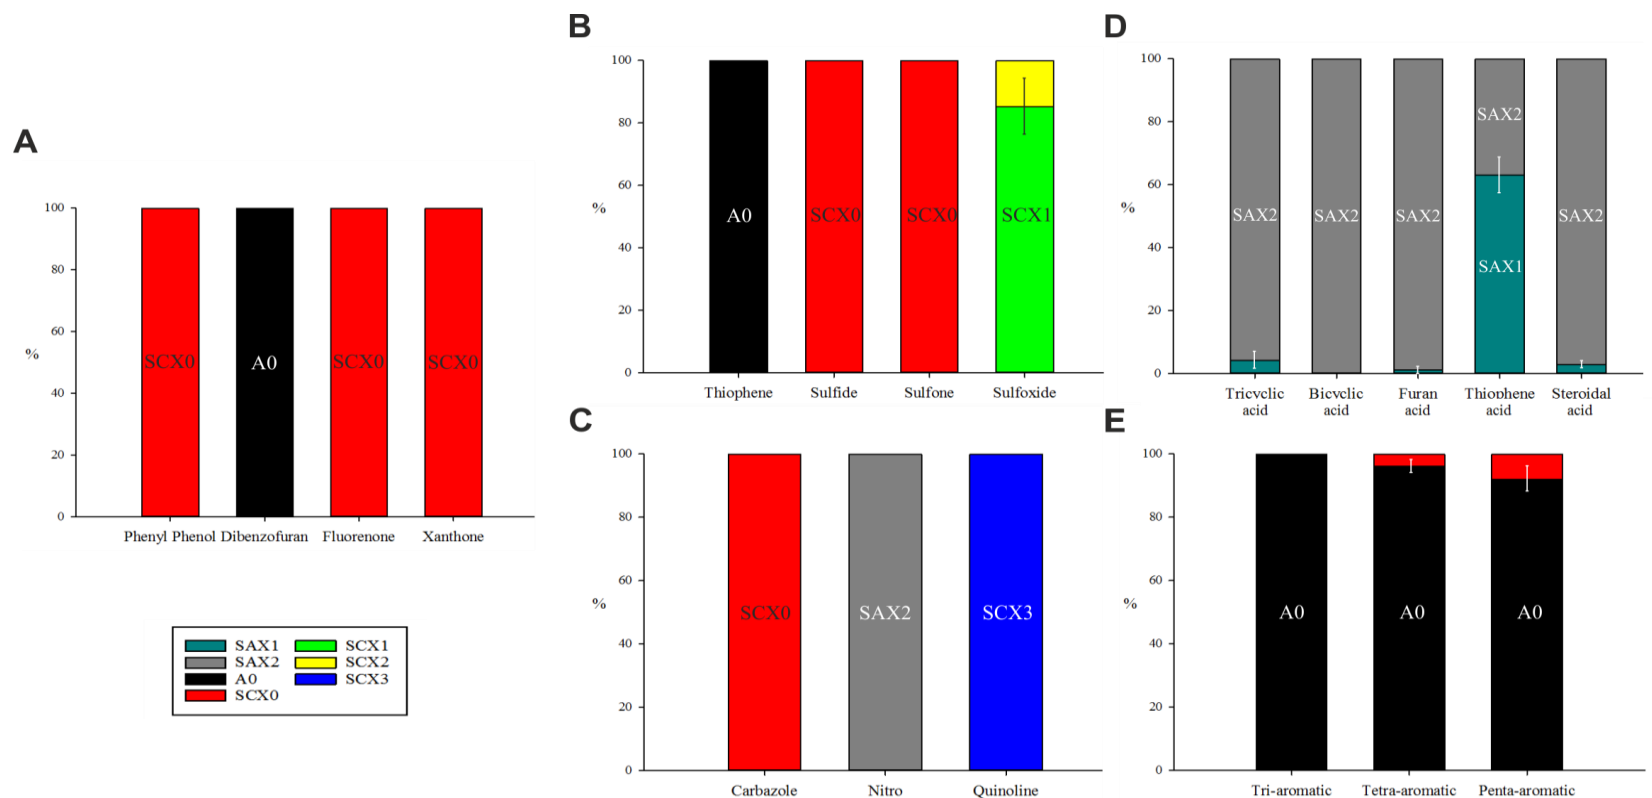 A
100
80
60
%
40
20
0
SCX0
A0
SCX0
SCX0
Phenyl Phenol
Dibenzofuran
Fluorenone
Xanthone
SAX1
SAX2
A0
SCX0
SCX1
SCX2
SCX3
B
100
80
60
%
40
20
0
A0
SCX0
SCX0
SCX1
Thiophene
Sulfide
Sulfone
Sulfoxide
C
100
80
60
%
40
20
0
SCX0
SAX2
SCX3
Carbazole
Nitro
Quinoline
D
100
80
60
%
40
20
0
SAX2
SAX2
SAX2
SAX2
SAX1
SAX2
Tricyclic
acid
Bicyclic
acid
Furan
acid
Thiophene
acid
Steroidal
acid
E
100
80
60
%
40
20
0
A0
A0
A0
Tri-aromatic
Tetra-aromatic
Penta-aromatic